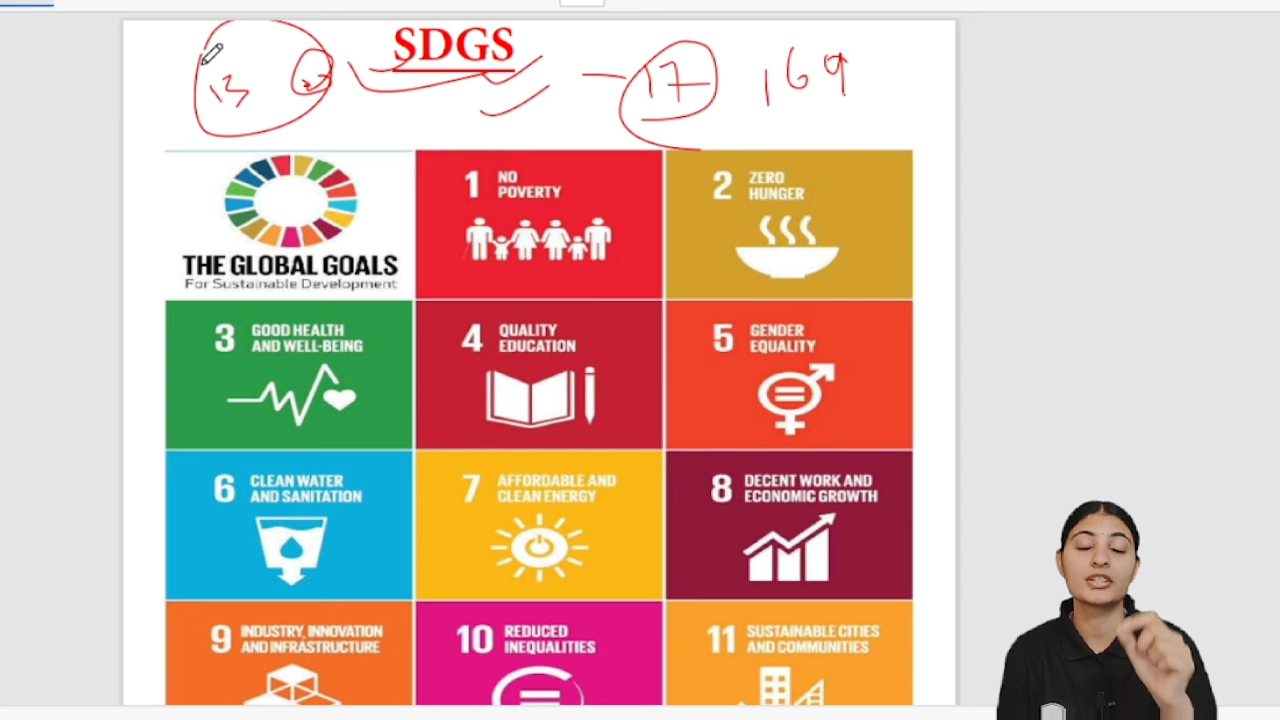 SDGS
13
17 169
THE GLOBAL GOALS
For Sustainable Development
1 NO
POVERTY
2 ZERO
HUNGER
3 GOOD HEALTH
AND WELL-BEING
4 QUALITY
EDUCATION
5 GENDER
EQUALITY
6 CLEAN WATER
AND SANITATION
7 AFFORDABLE AND
CLEAN ENERGY
8 DECENT WORK AND
ECONOMIC GROWTH
9 INDUSTRY, INNOVATION
AND INFRASTRUCTURE
10 REDUCED
INEQUALITIES
11 SUSTAINABLE CITIES
AND COMMUNITIES